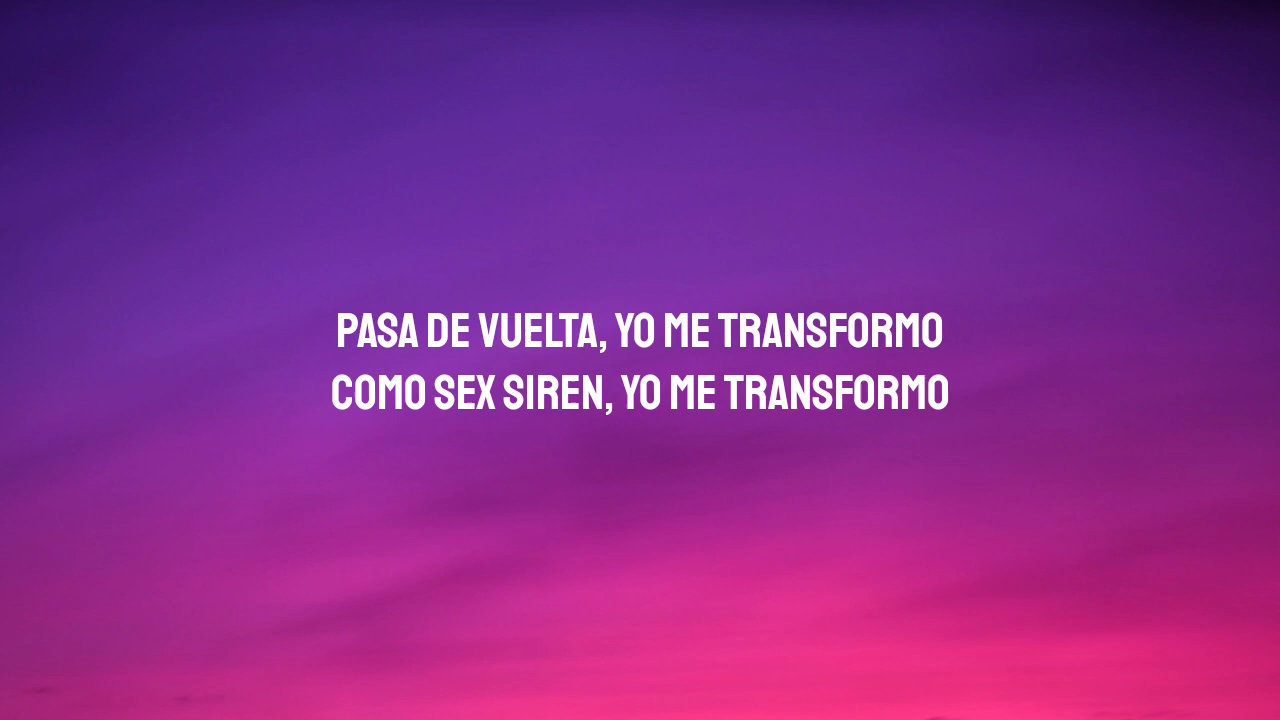 PASA DE VUELTA, YO ME TRANSFORMO
COMO SEX SIREN, YO ME TRANSFORMO